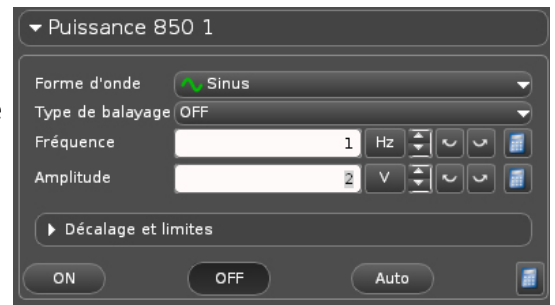 Puissance 850 1
Forme d'onde Sinus
Type de balayage OFF
Fréquence 1 Hz
Amplitude 2 V
Décalage et limites
ON OFF Auto